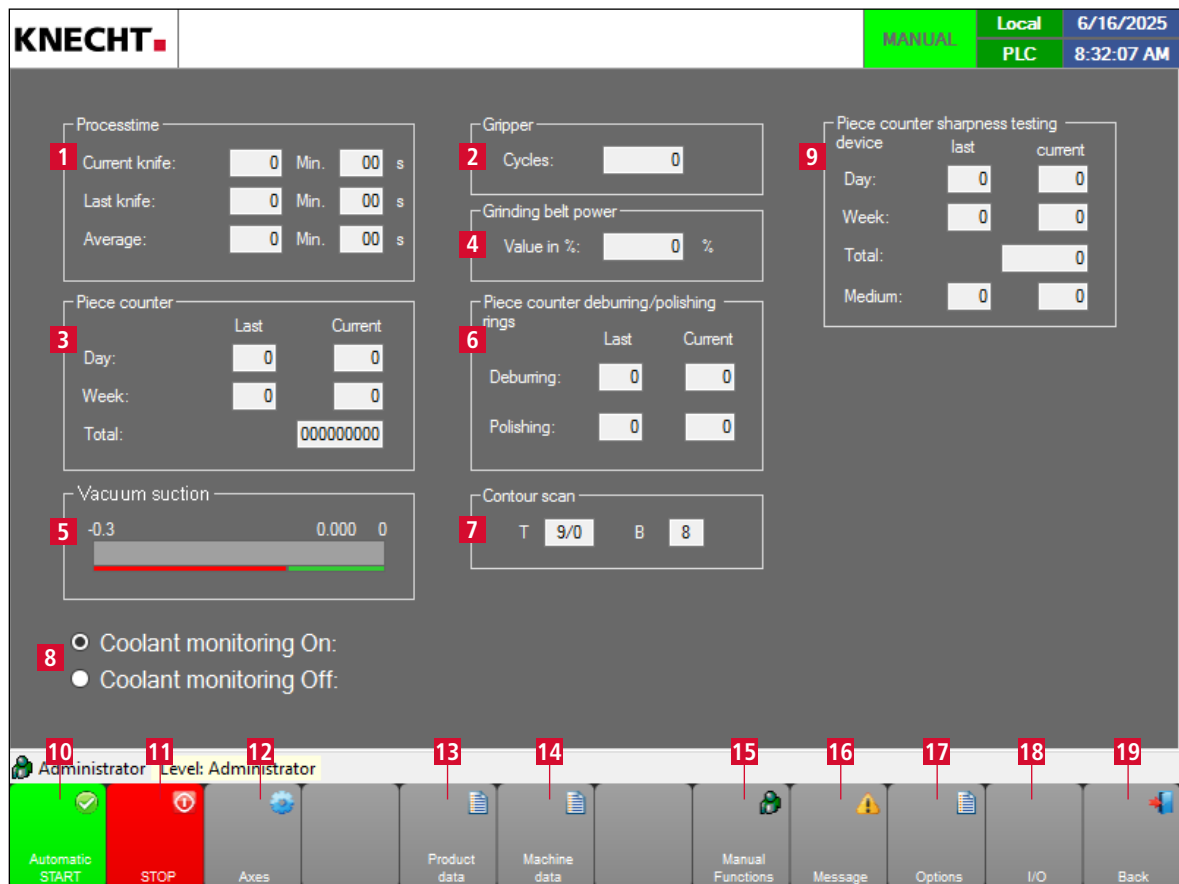 KNECHT
MANUAL
Local
6/16/2025
PLC
8:32:07 AM
Processtime
1
Current knife: 0 Min. 00 s
Last knife: 0 Min. 00 s
Average: 0 Min. 00 s
Gripper
2
Cycles: 0
Grinding belt power
4
Value in %: 0 %
Piece counter sharpness testing
device
last current
9
Day: 0 0
Week: 0 0
Total: 0
Medium: 0 0
Piece counter
Last Current
3
Day: 0 0
Week: 0 0
Total: 000000000
Piece counter deburring/polishing
rings
Last Current
6
Deburring: 0 0
Polishing: 0 0
Vacuum suction
5
-0.3 0.000 0
Contour scan
7
T 9/0 B 8
8
Coolant monitoring On:
Coolant monitoring Off:
10 11 12 13 14 15 16 17 18 19
Administrator Level: Administrator
Automatic
START
STOP
Axes
Product
data
Machine
data
Manual
Functions
Message
Options
I/O
Back